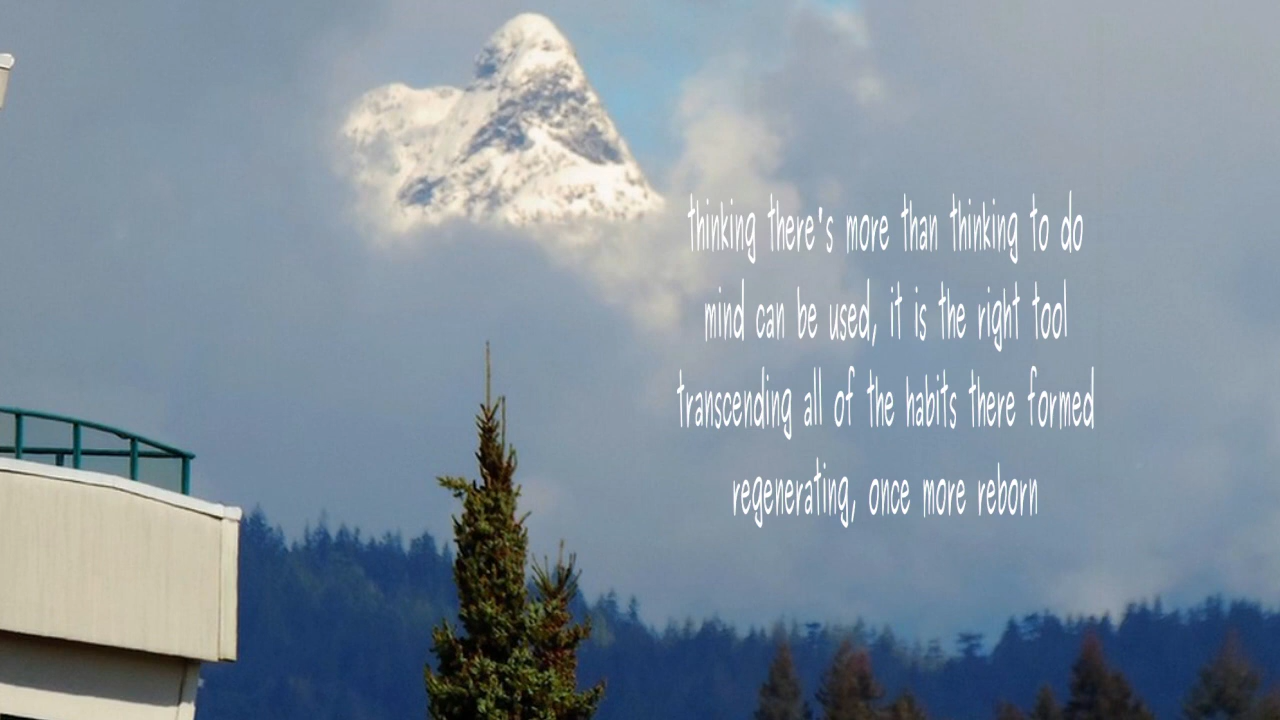 thinking there's more than thinking to do
mind can be used, it is the right tool
transcending all of the habits there formed
regenerating, once more reborn